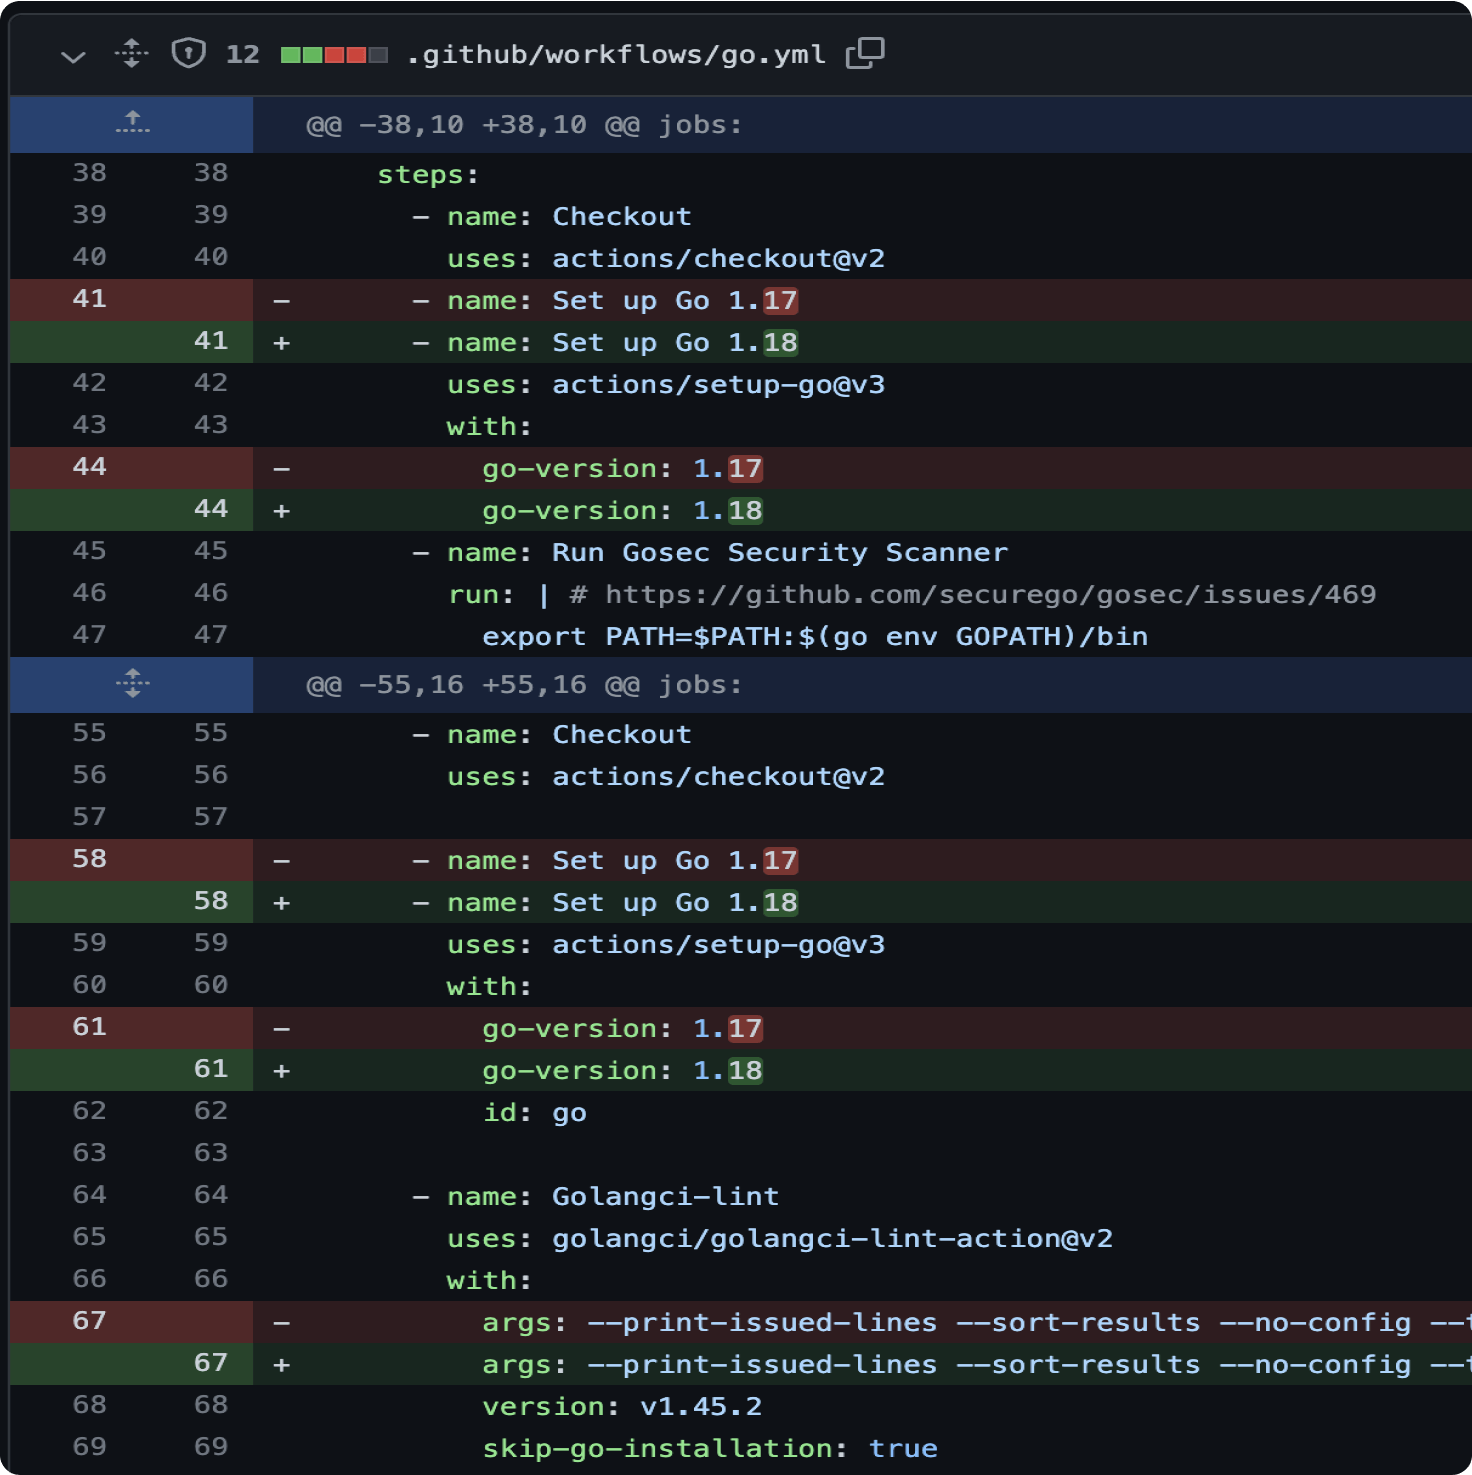 12 .github/workflows/go.yml
@@ -38,10 +38,10 @@ jobs:
38 38 steps:
39 39 - name: Checkout
40 40 uses: actions/checkout@v2
41 - - name: Set up Go 1.17
41 + - name: Set up Go 1.18
42 42 uses: actions/setup-go@v3
43 43 with:
44 - go-version: 1.17
44 + go-version: 1.18
45 45 - name: Run Gosec Security Scanner
46 46 run: | # https://github.com/securego/gosec/issues/469
47 47 export PATH=$PATH:$(go env GOPATH)/bin
@@ -55,16 +55,16 @@ jobs:
55 55 - name: Checkout
56 56 uses: actions/checkout@v2
57 57
58 - - name: Set up Go 1.17
58 + - name: Set up Go 1.18
59 59 uses: actions/setup-go@v3
60 60 with:
61 - go-version: 1.17
61 + go-version: 1.18
62 62 id: go
63 63
64 64 - name: Golangci-lint
65 65 uses: golangci/golangci-lint-action@v2
66 66 with:
67 - args: --print-issued-lines --sort-results --no-config --t
67 + args: --print-issued-lines --sort-results --no-config --t
68 68 version: v1.45.2
69 69 skip-go-installation: true